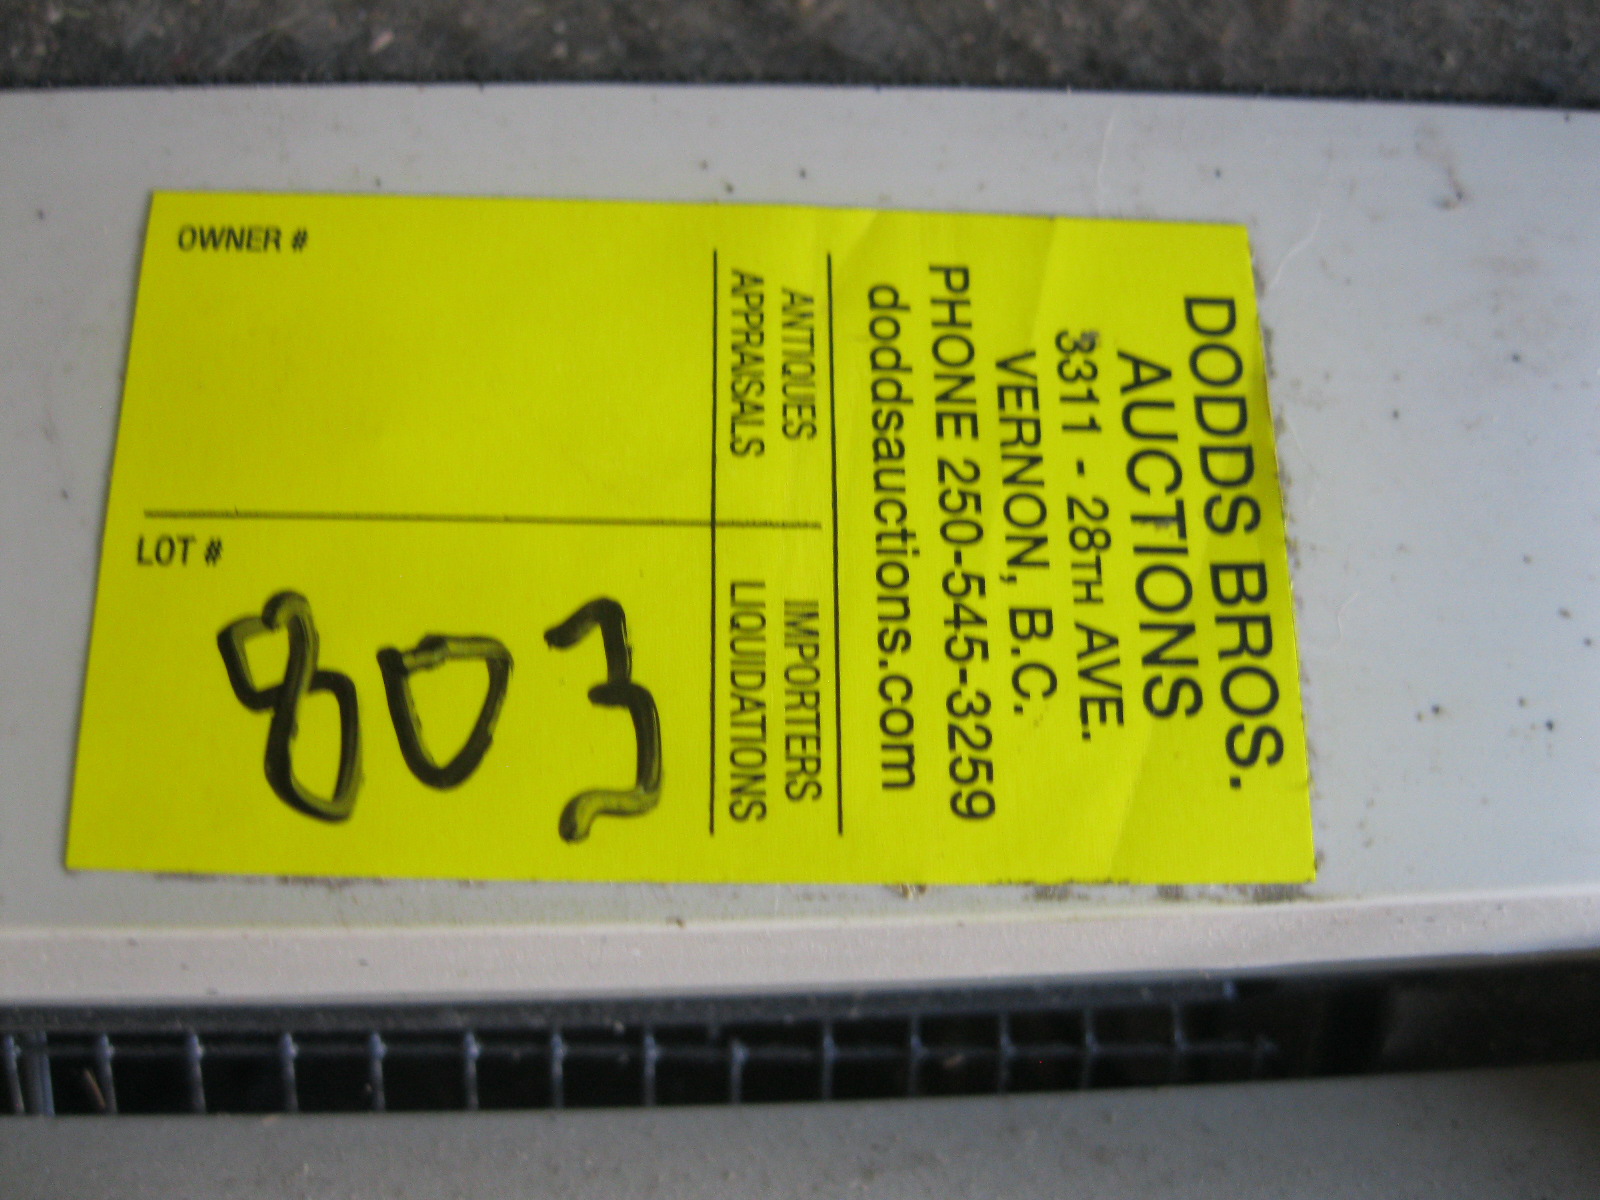 DODDS BROS.
AUCTIONS
3311 - 28TH AVE.
VERNON, B.C.
PHONE 250-545-3259
doddsauctions.com
ANTIQUES IMPORTERS
APPRAISALS LIQUIDATIONS
OWNER #
LOT #
803